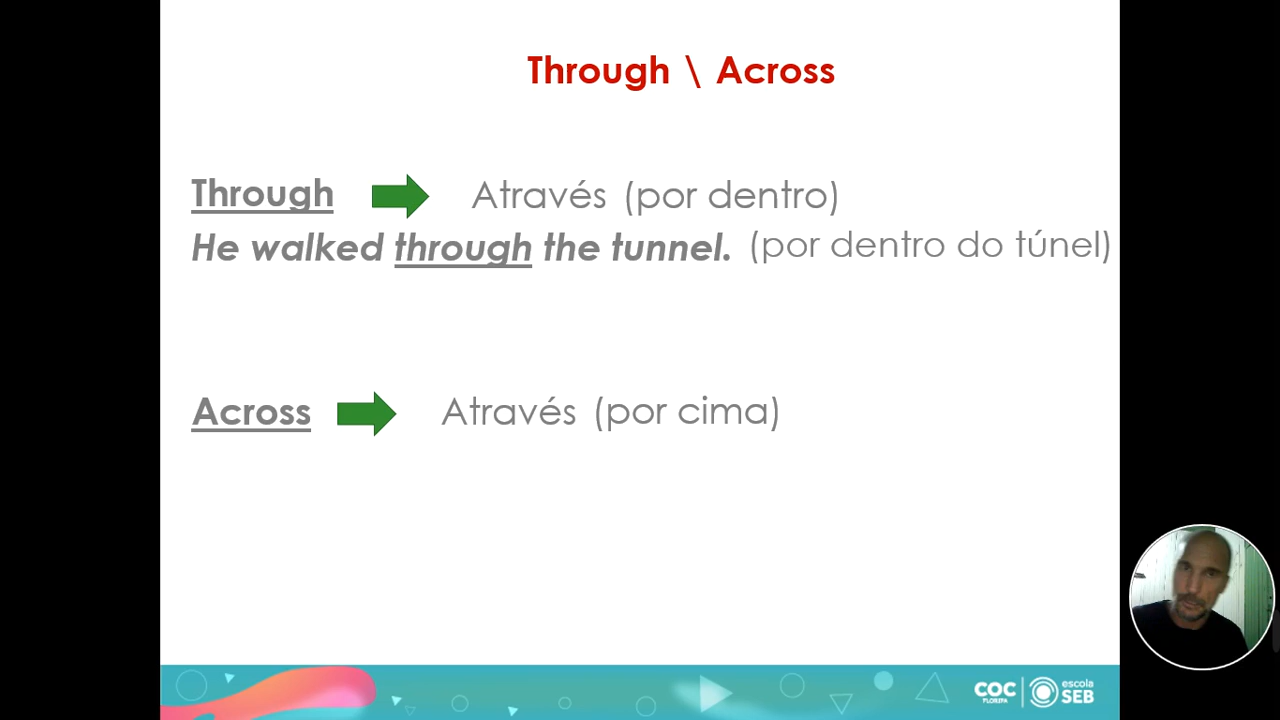 Through \ Across
Through Através (por dentro)
He walked through the tunnel. (por dentro do túnel)
Across Através (por cima)
COC FLORIPA escola SEB